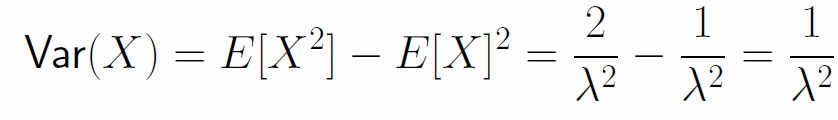 Var(X) = E[X²] − E[X]² = 2/λ² − 1/λ² = 1/λ²